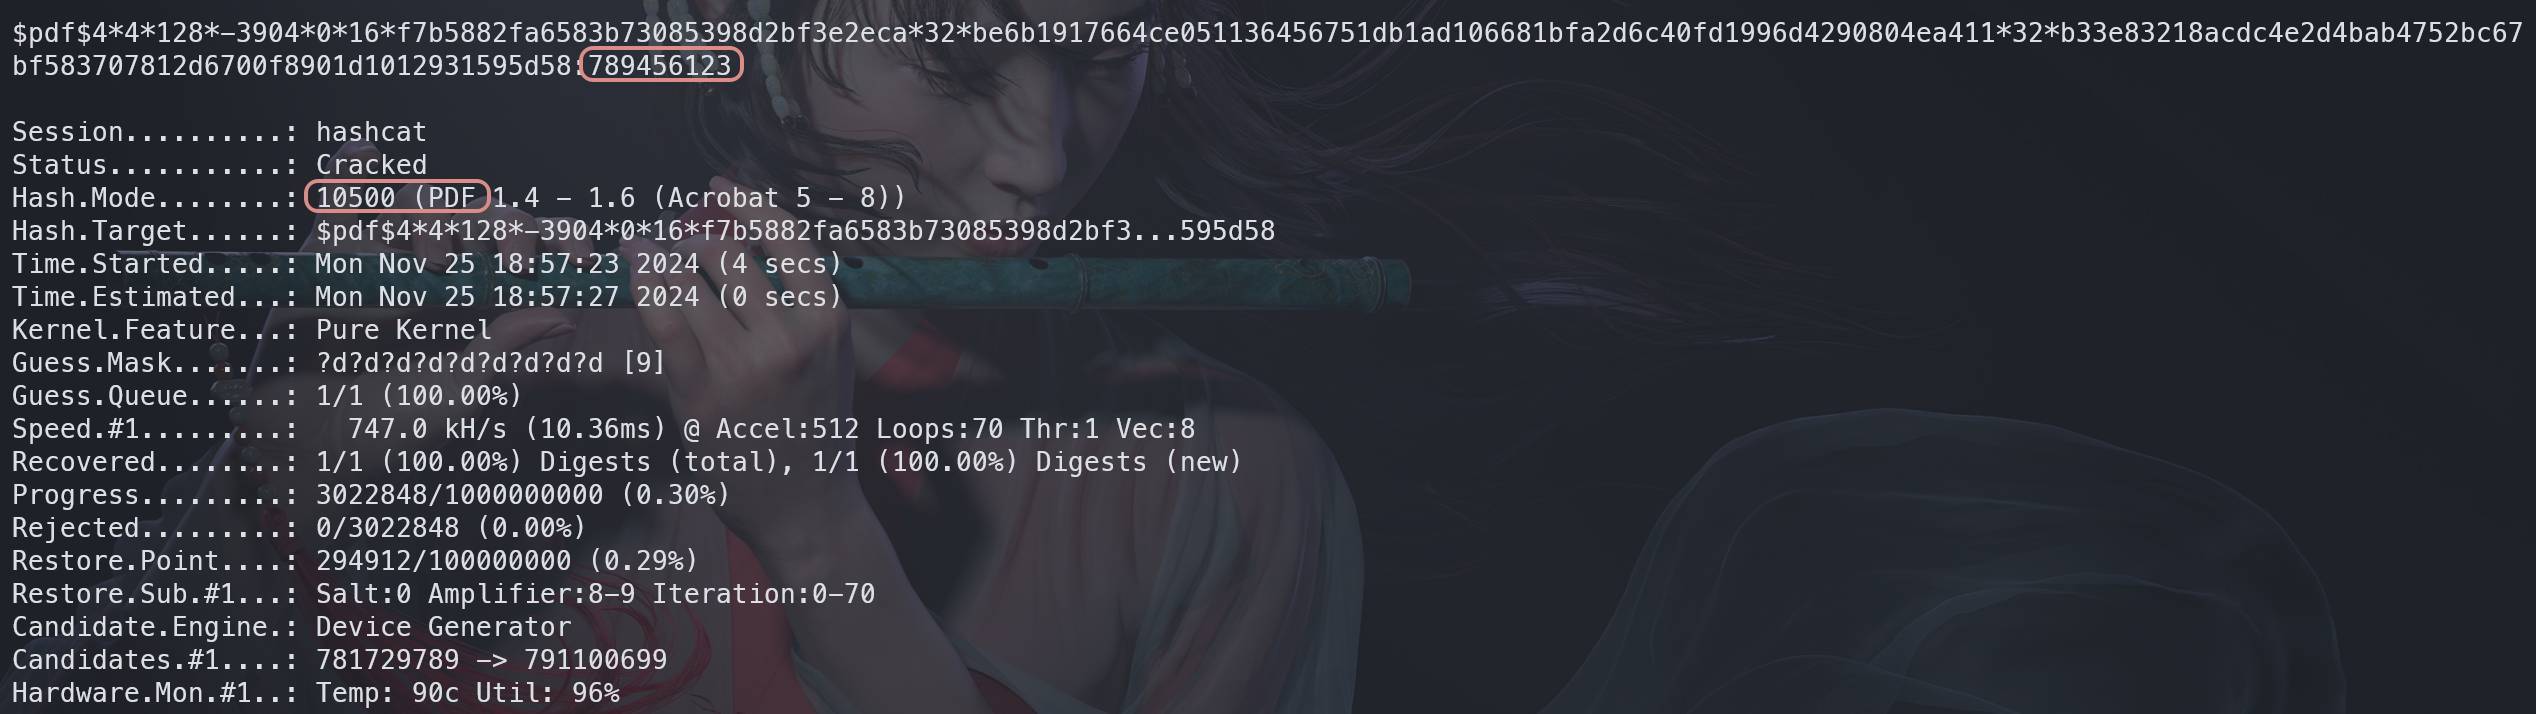 $pdf$4*4*128*-3904*0*16*f7b5882fa6583b73085398d2bf3e2eca*32*be6b1917664ce051136456751db1ad106681bfa2d6c40fd1996d4290804ea411*32*b33e83218acdc4e2d4bab4752bc67
bf583707812d6700f8901d1012931595d58:789456123
Session..........: hashcat
Status...........: Cracked
Hash.Mode........: 10500 (PDF 1.4 - 1.6 (Acrobat 5 - 8))
Hash.Target......: $pdf$4*4*128*-3904*0*16*f7b5882fa6583b73085398d2bf3...595d58
Time.Started.....: Mon Nov 25 18:57:23 2024 (4 secs)
Time.Estimated...: Mon Nov 25 18:57:27 2024 (0 secs)
Kernel.Feature...: Pure Kernel
Guess.Mask.......: ?d?d?d?d?d?d?d?d?d [9]
Guess.Queue......: 1/1 (100.00%)
Speed.#1.........:   747.0 kH/s (10.36ms) @ Accel:512 Loops:70 Thr:1 Vec:8
Recovered........: 1/1 (100.00%) Digests (total), 1/1 (100.00%) Digests (new)
Progress.........: 3022848/1000000000 (0.30%)
Rejected.........: 0/3022848 (0.00%)
Restore.Point....: 294912/100000000 (0.29%)
Restore.Sub.#1...: Salt:0 Amplifier:8-9 Iteration:0-70
Candidate.Engine.: Device Generator
Candidates.#1....: 781729789 -> 791100699
Hardware.Mon.#1..: Temp: 90c Util: 96%